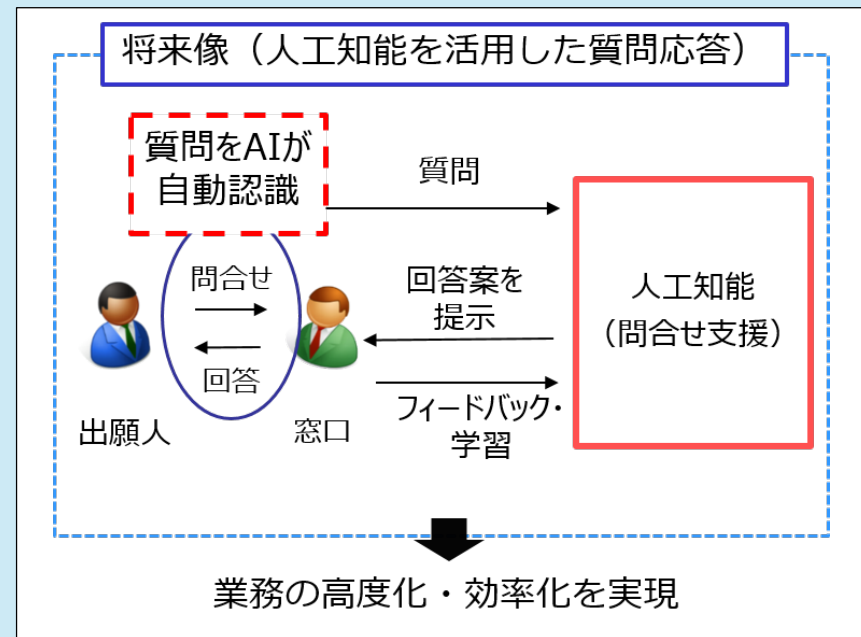 将来像（人工知能を活用した質問応答）
質問をAIが
自動認識
質問
問合せ
回答
出願人
窓口
回答案を
提示
フィードバック・
学習
人工知能
（問合せ支援）
業務の高度化・効率化を実現